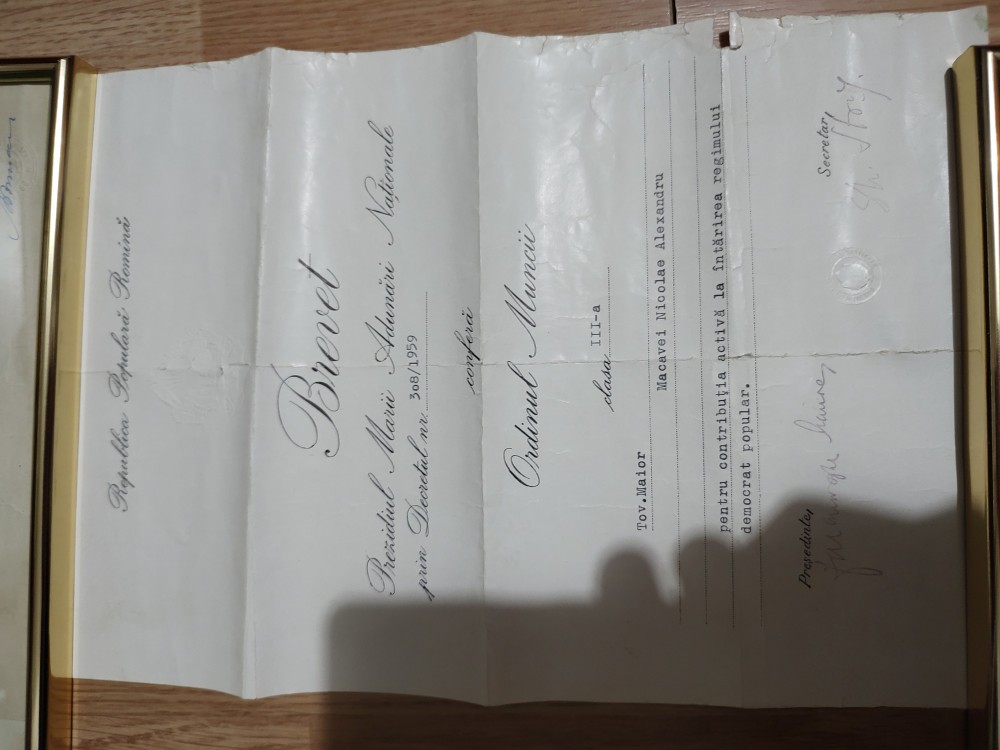 Republica Populară Romînă
Brevet
Prezidiul Marii Adunări Naționale
prin Decretul nr. 308/1959
conferă
Ordinul Muncii
clasa III-a
Tov.Maior Macavei Nicolae Alexandru
pentru contribuția activă la întărirea regimului
democrat popular.
Președinte, Secretar,